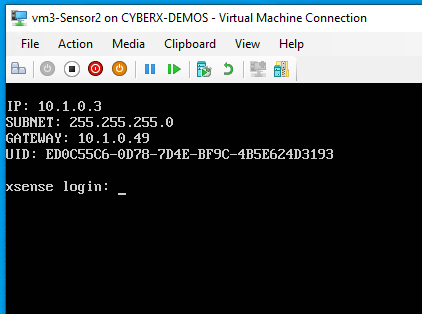 vm3-Sensor2 on CYBERX-DEMOS - Virtual Machine Connection
File Action Media Clipboard View Help
IP: 10.1.0.3
SUBNET: 255.255.255.0
GATEWAY: 10.1.0.49
UID: ED0C55C6-0D78-7D4E-BF9C-4B5E624D3193
xsense login: _